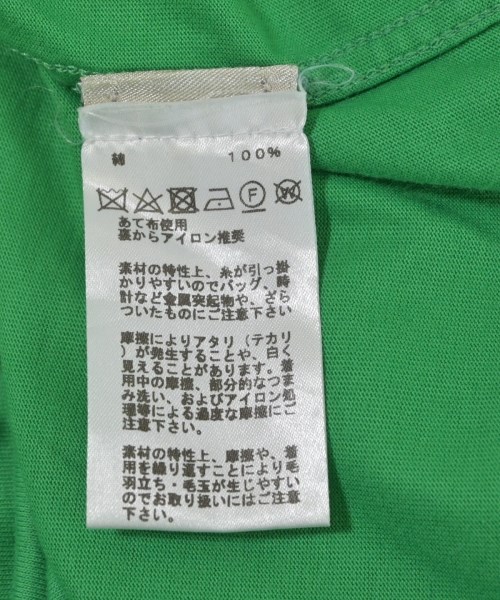 綿 100%
F W
あて布使用
裏からアイロン推奨
素材の特性上、糸が引っ掛
かりやすいのでバッグ、時
計など金属突起物や、ざら
ついたものにご注意下さい
摩擦によりアタリ（テカリ
）が発生することや、白く
見えることがあります。着
用中の摩擦、部分的なつま
み洗い、およびアイロン処
理等による過度な摩擦にご
注意下さい。
素材の特性上、摩擦や、着
用を繰り返すことにより毛
羽立ち・毛玉が生じやすい
のでお取り扱いにはご注意
下さい。